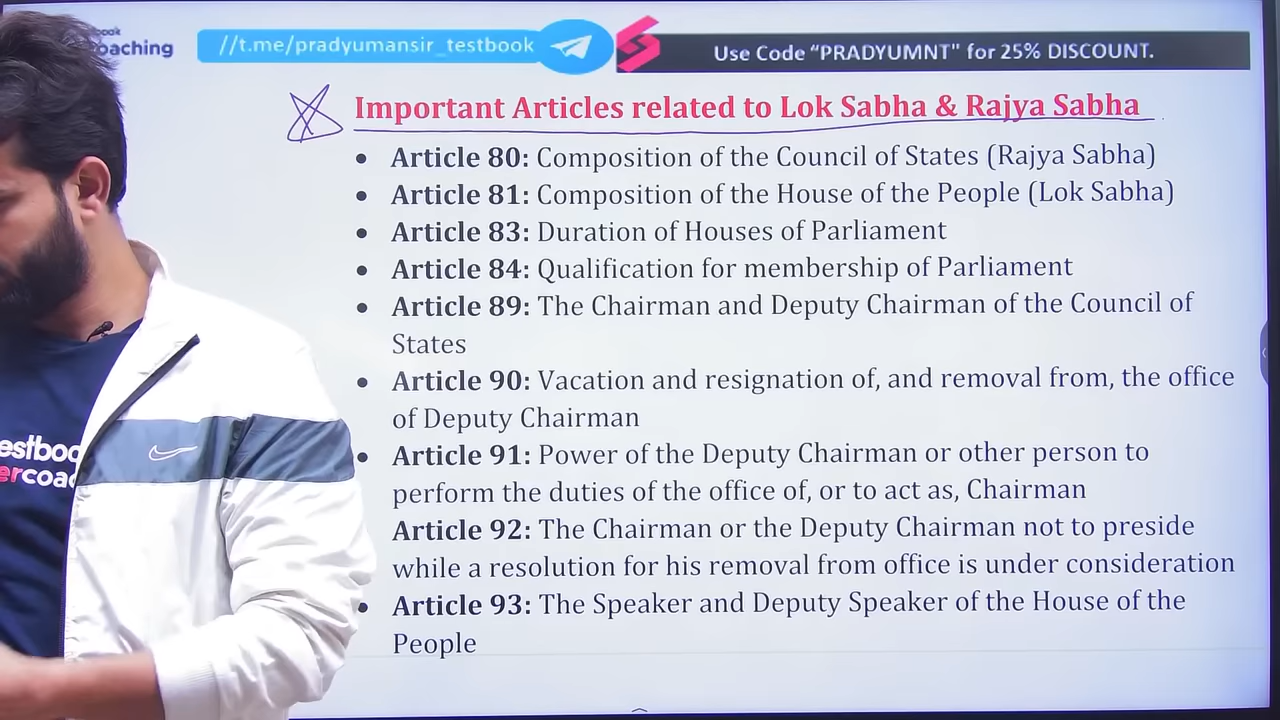 book
oaching
//t.me/pradyumansir_testbook
Use Code “PRADYUMNT" for 25% DISCOUNT.
Important Articles related to Lok Sabha & Rajya Sabha
• Article 80: Composition of the Council of States (Rajya Sabha)
• Article 81: Composition of the House of the People (Lok Sabha)
• Article 83: Duration of Houses of Parliament
• Article 84: Qualification for membership of Parliament
• Article 89: The Chairman and Deputy Chairman of the Council of
States
• Article 90: Vacation and resignation of, and removal from, the office
of Deputy Chairman
• Article 91: Power of the Deputy Chairman or other person to
perform the duties of the office of, or to act as, Chairman
Article 92: The Chairman or the Deputy Chairman not to preside
while a resolution for his removal from office is under consideration
• Article 93: The Speaker and Deputy Speaker of the House of the
People
estboo
ercoa